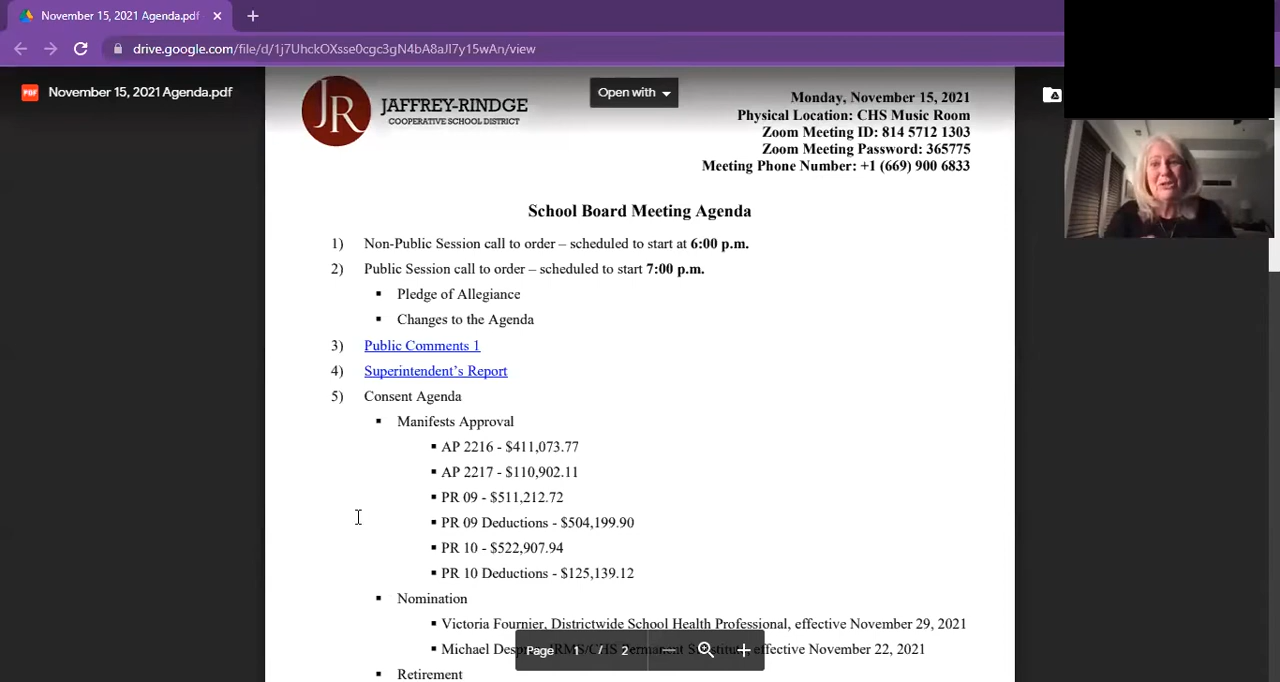 November 15, 2021 Agenda.pdf
drive.google.com/file/d/1j7UhckOXsse0cgc3gN4bA8aJl7y15wAn/view
PDF
November 15, 2021 Agenda.pdf
Open with
JR
JAFFREY-RINDGE
COOPERATIVE SCHOOL DISTRICT
Monday, November 15, 2021
Physical Location: CHS Music Room
Zoom Meeting ID: 814 5712 1303
Zoom Meeting Password: 365775
Meeting Phone Number: +1 (669) 900 6833
School Board Meeting Agenda
1) Non-Public Session call to order – scheduled to start at 6:00 p.m.
2) Public Session call to order – scheduled to start 7:00 p.m.
▪ Pledge of Allegiance
▪ Changes to the Agenda
3) Public Comments 1
4) Superintendent’s Report
5) Consent Agenda
▪ Manifests Approval
▪ AP 2216 - $411,073.77
▪ AP 2217 - $110,902.11
▪ PR 09 - $511,212.72
▪ PR 09 Deductions - $504,199.90
▪ PR 10 - $522,907.94
▪ PR 10 Deductions - $125,139.12
▪ Nomination
▪ Victoria Fournier, Districtwide School Health Professional, effective November 29, 2021
▪ Michael effective November 22, 2021
Page 1 / 2
▪ Retirement